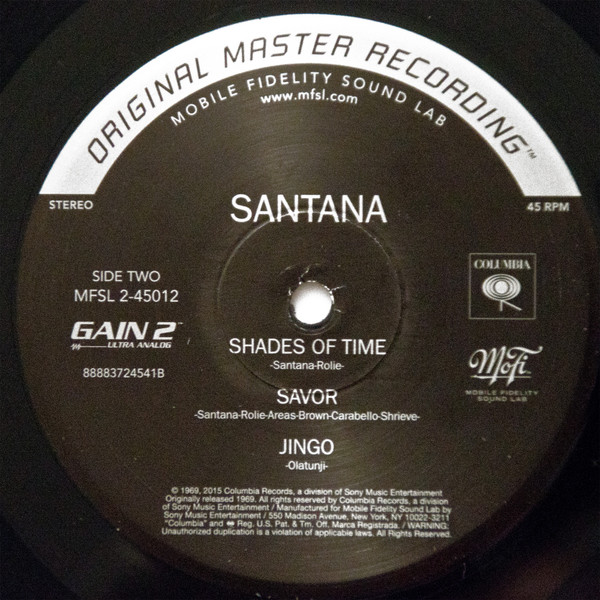 ORIGINAL MASTER RECORDING™
MOBILE FIDELITY SOUND LAB
www.mfsl.com
STEREO
45 RPM
SANTANA
SIDE TWO
MFSL 2-45012
COLUMBIA
GAIN 2™
ULTRA ANALOG
88883724541B
SHADES OF TIME
-Santana-Rolie-
MoFi
MOBILE FIDELITY
SOUND LAB
SAVOR
-Santana-Rolie-Areas-Brown-Carabello-Shrieve-
JINGO
-Olatunji-
© 1969, 2015 Columbia Records, a division of Sony Music Entertainment
Originally released 1969. All rights reserved by Columbia Records, a division
of Sony Music Entertainment / Manufactured for Mobile Fidelity Sound Lab by
Sony Music Entertainment / 550 Madison Avenue, New York, NY 10022-3211
"Columbia" and Reg. U.S. Pat. & Tm. Off. Marca Registrada. / WARNING:
Unauthorized duplication is a violation of applicable laws. All Rights Reserved.